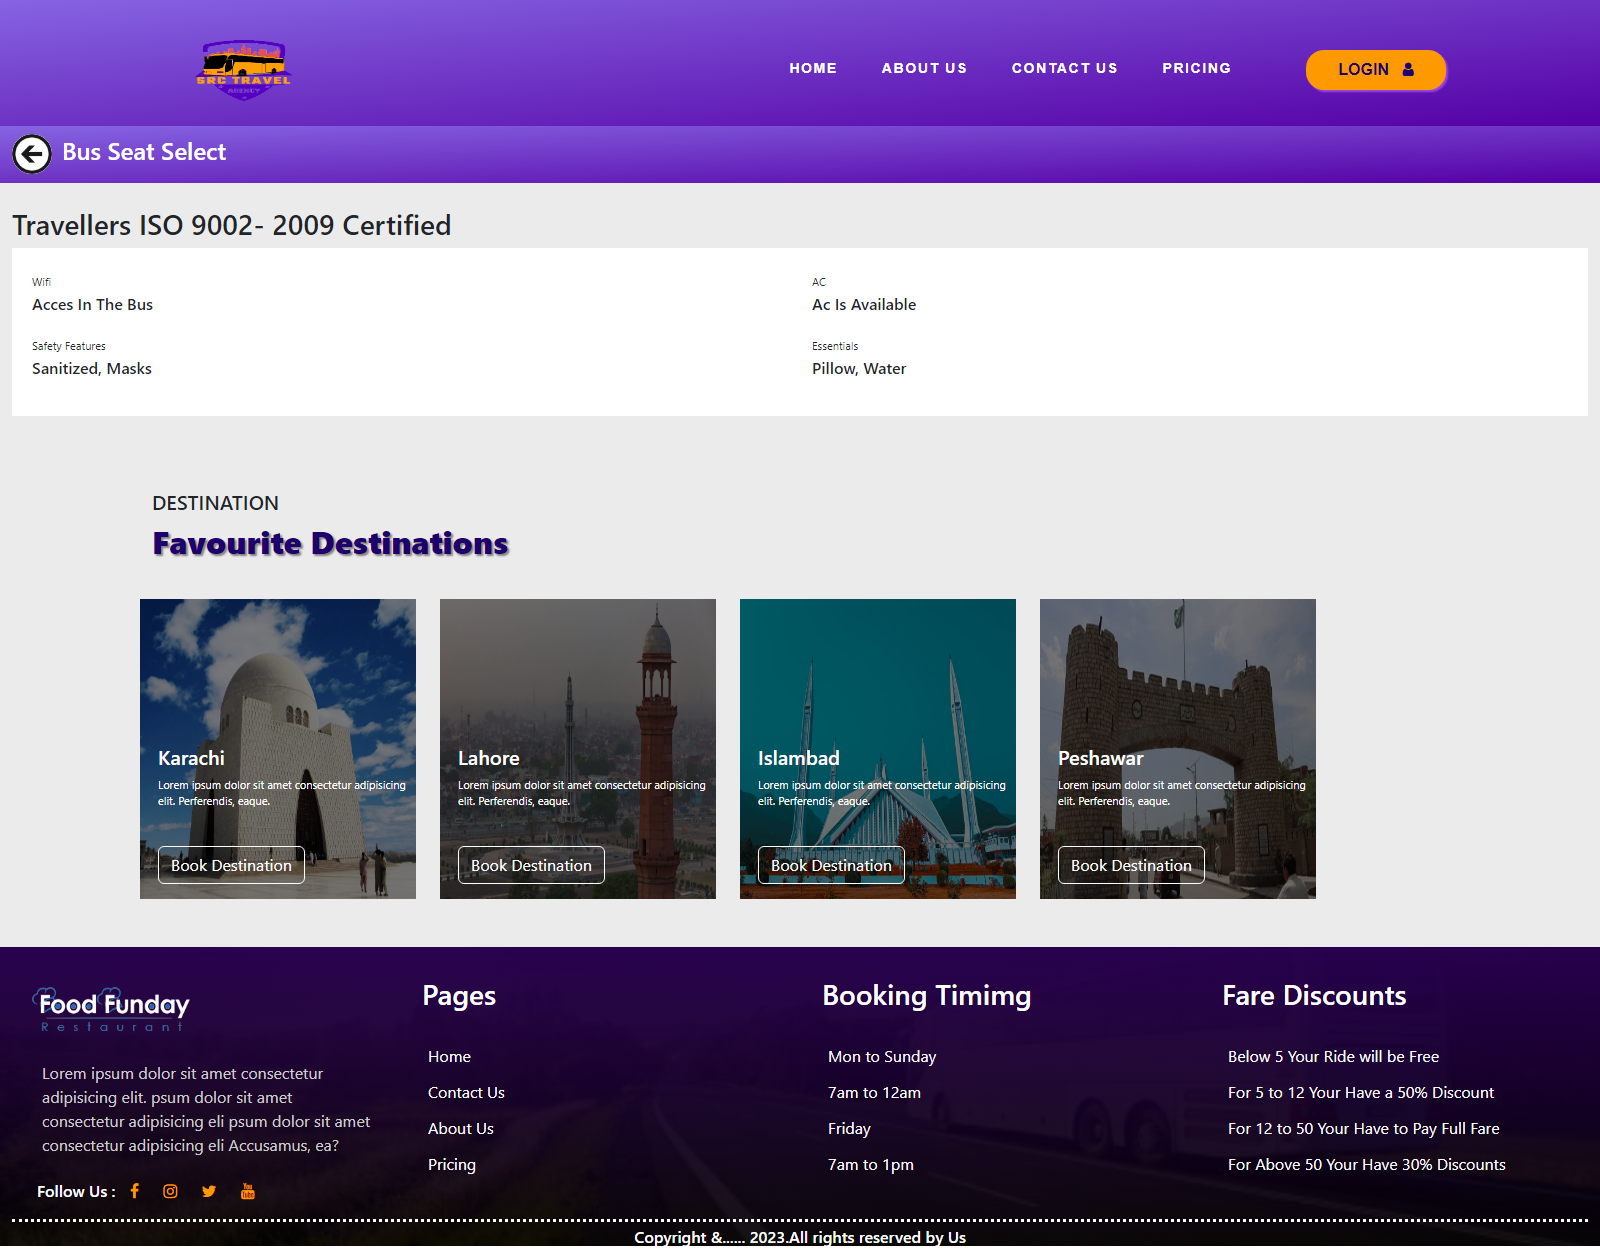 SRC TRAVEL
AGENCY
HOME
ABOUT US
CONTACT US
PRICING
LOGIN
Bus Seat Select
Travellers ISO 9002- 2009 Certified
Wifi
Acces In The Bus
AC
Ac Is Available
Safety Features
Sanitized, Masks
Essentials
Pillow, Water
DESTINATION
Favourite Destinations
Karachi
Lorem ipsum dolor sit amet consectetur adipisicing
elit. Perferendis, eaque.
Book Destination
Lahore
Lorem ipsum dolor sit amet consectetur adipisicing
elit. Perferendis, eaque.
Book Destination
Islambad
Lorem ipsum dolor sit amet consectetur adipisicing
elit. Perferendis, eaque.
Book Destination
Peshawar
Lorem ipsum dolor sit amet consectetur adipisicing
elit. Perferendis, eaque.
Book Destination
Food Funday
Restaurant
Lorem ipsum dolor sit amet consectetur
adipisicing elit. psum dolor sit amet
consectetur adipisicing eli psum dolor sit amet
consectetur adipisicing eli Accusamus, ea?
Follow Us :
You
Tube
Pages
Home
Contact Us
About Us
Pricing
Booking Timimg
Mon to Sunday
7am to 12am
Friday
7am to 1pm
Fare Discounts
Below 5 Your Ride will be Free
For 5 to 12 Your Have a 50% Discount
For 12 to 50 Your Have to Pay Full Fare
For Above 50 Your Have 30% Discounts
Copyright &...... 2023.All rights reserved by Us